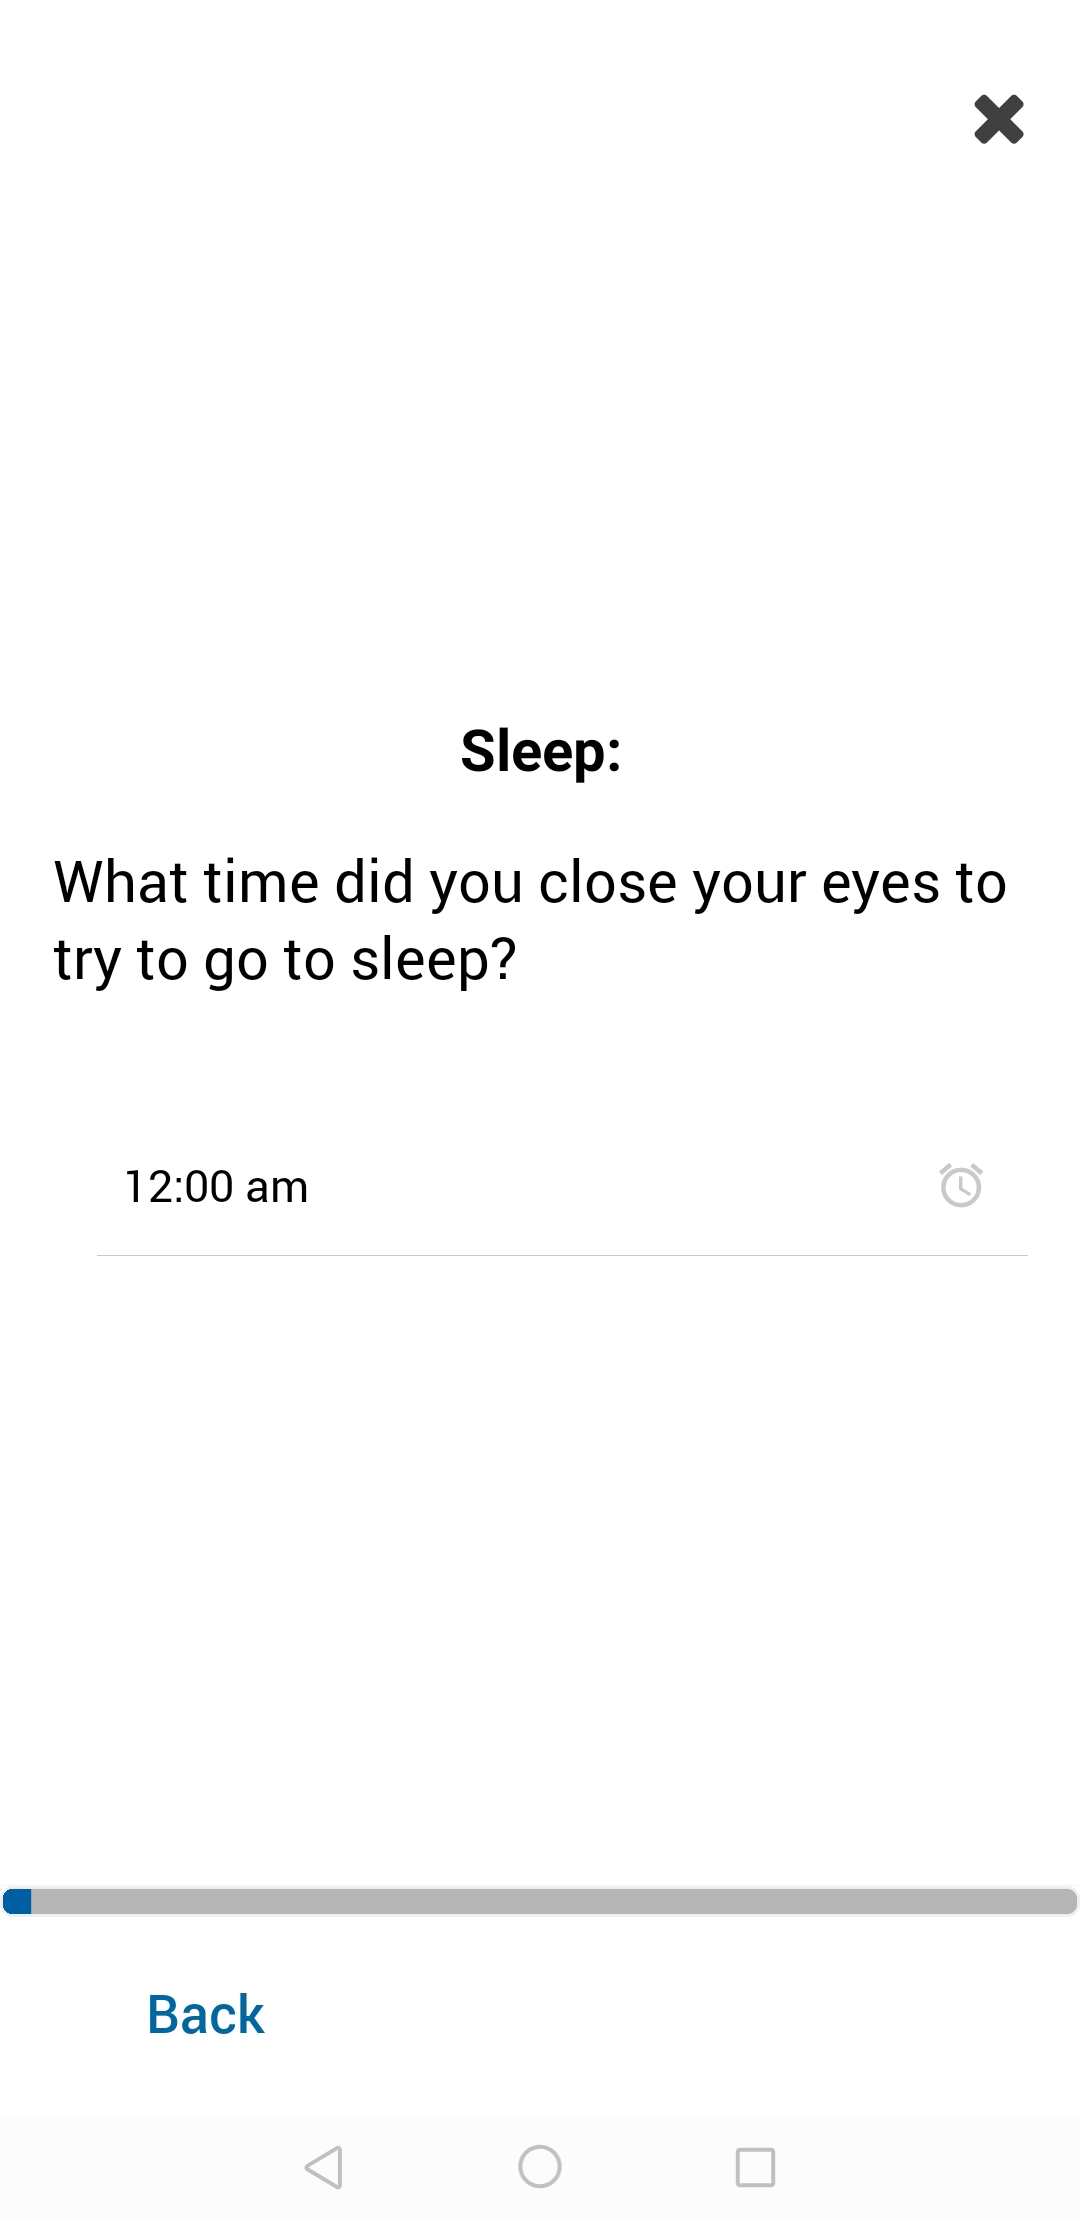 Sleep:
What time did you close your eyes to
try to go to sleep?
12:00 am
Back